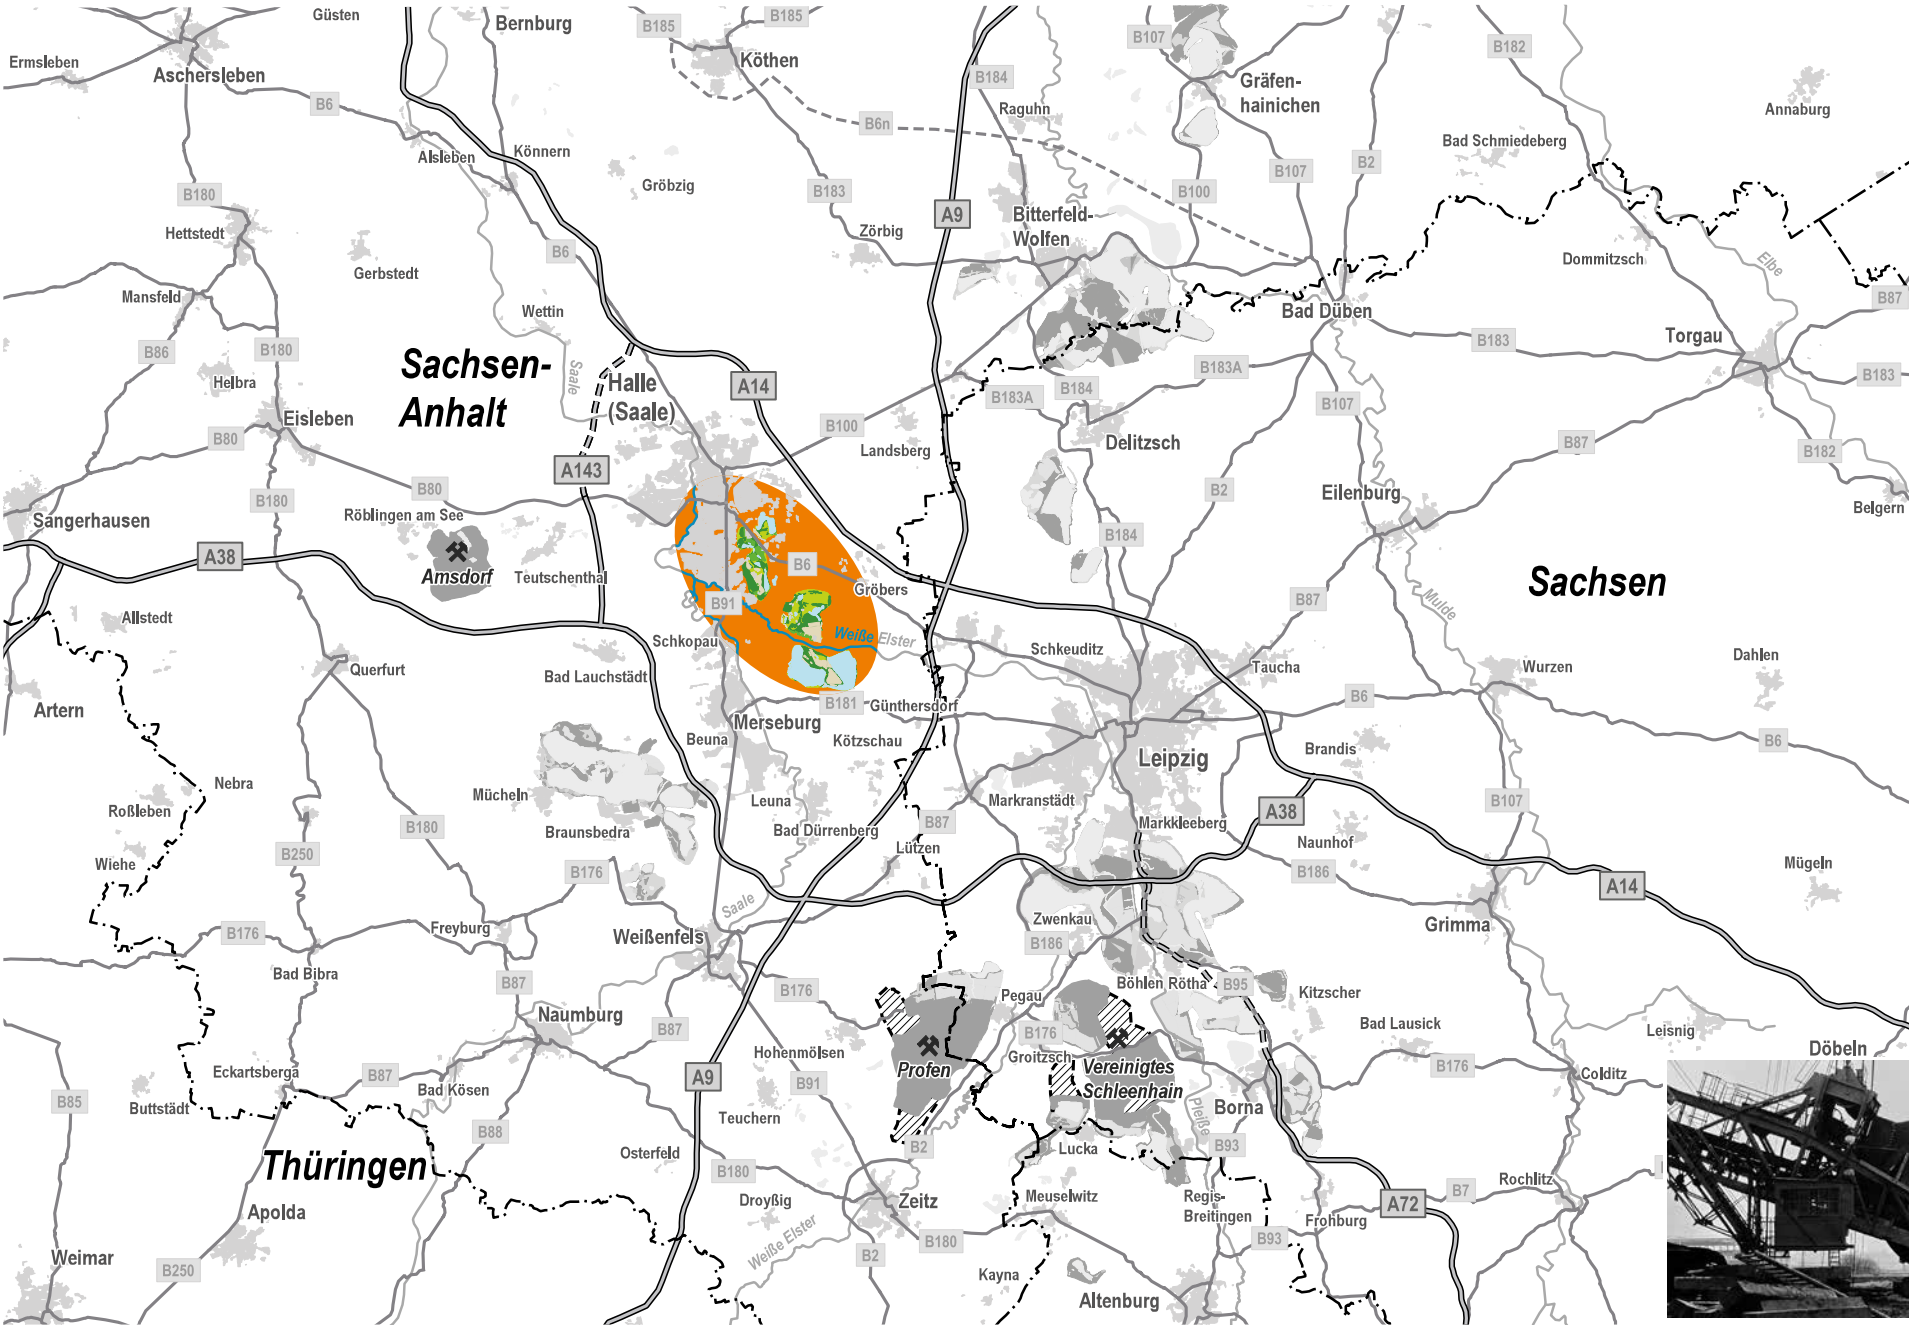 Güsten
Bernburg
B6
B185
B185
B107
B182
Ermsleben
Aschersleben
Köthen
B184
Gräfen-
hainichen
Annaburg
B6
Raguhn
B6n
Alsleben
Könnern
Bad Schmiedeberg
B2
B107
B180
Gröbzig
B183
B100
Hettstedt
A9
Bitterfeld-
Wolfen
Zörbig
Gerbstedt
B6
Dommitzsch
Elbe
Mansfeld
Wettin
Bad Düben
B87
B86
B180
B183
Torgau
Sachsen-
Anhalt
Saale
Halle
(Saale)
A14
Helbra
B183A
B184
B183A
B183
B107
Eisleben
B80
B100
Landsberg
Delitzsch
B87
B182
A143
B80
B180
B2
Eilenburg
Belgern
Sangerhausen
Röblingen am See
B184
A38
Amsdorf
Teutschenthal
B6
Gröbers
Sachsen
B91
B87
Mulde
Allstedt
Schkopau
Weiße Elster
Schkeuditz
Taucha
Wurzen
Dahlen
Querfurt
Bad Lauchstädt
B6
Artern
B181
Günthersdorf
Merseburg
Beuna
Kötzschau
B6
Brandis
Leipzig
Nebra
Mücheln
Roßleben
Leuna
Markranstädt
B107
A38
B180
Braunsbedra
Bad Dürrenberg
B87
Markkleeberg
Naunhof
Wiehe
B250
Lützen
Mügeln
B176
B186
A14
Saale
Zwenkau
Grimma
B176
Freyburg
Weißenfels
B186
Bad Bibra
B87
B176
Pegau
Böhlen
Rötha
B95
Kitzscher
Naumburg
B87
B176
Bad Lausick
Leisnig
Hohenmölsen
Groitzsch
Döbeln
Profen
Vereinigtes
Schleenhain
B176
Colditz
Eckartsberga
B87
Bad Kösen
A9
B91
B85
Buttstädt
Teuchern
Pleiße
Borna
B88
Osterfeld
B2
Lucka
B93
Thüringen
B180
Rochlitz
B7
Droyßig
Zeitz
Meuselwitz
Regis-
Breitingen
A72
Apolda
Frohburg
Weiße Elster
B180
B93
Weimar
B250
B2
Kayna
Altenburg